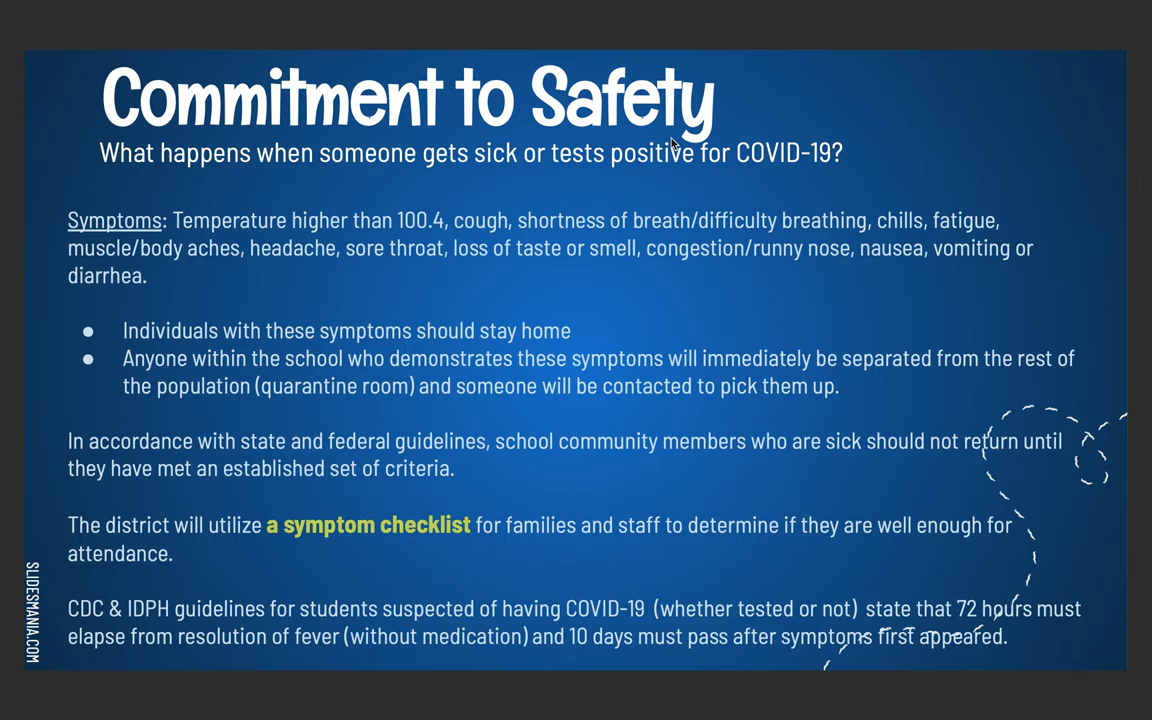 Commitment to Safety
What happens when someone gets sick or tests positive for COVID-19?
Symptoms: Temperature higher than 100.4, cough, shortness of breath/difficulty breathing, chills, fatigue,
muscle/body aches, headache, sore throat, loss of taste or smell, congestion/runny nose, nausea, vomiting or
diarrhea.
● Individuals with these symptoms should stay home
● Anyone within the school who demonstrates these symptoms will immediately be separated from the rest of
the population (quarantine room) and someone will be contacted to pick them up.
In accordance with state and federal guidelines, school community members who are sick should not return until
they have met an established set of criteria.
The district will utilize a symptom checklist for families and staff to determine if they are well enough for
attendance.
CDC & IDPH guidelines for students suspected of having COVID-19 (whether tested or not) state that 72 hours must
elapse from resolution of fever (without medication) and 10 days must pass after symptoms first appeared.
SLIDESMANIA.COM